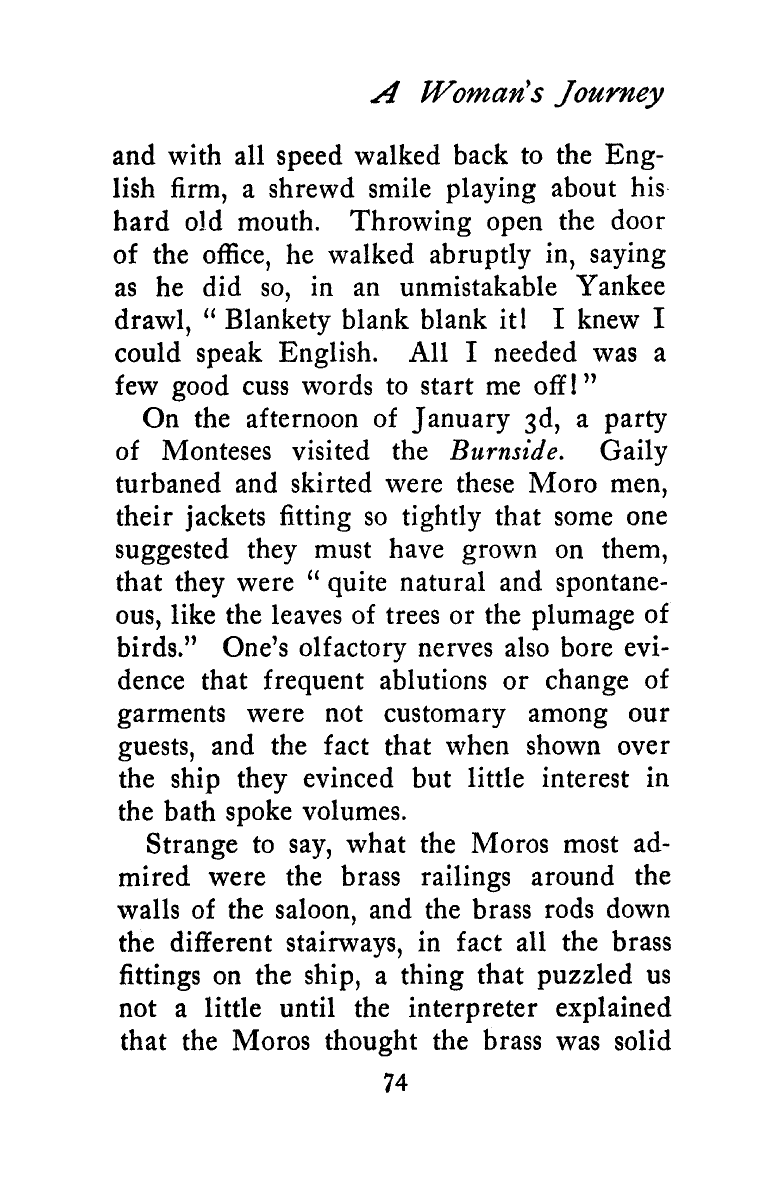 A Woman's Journey
and with all speed walked back to the Eng-
lish firm, a shrewd smile playing about his
hard old mouth. Throwing open the door
of the office, he walked abruptly in, saying
as he did so, in an unmistakable Yankee
drawl, “ Blankety blank blank it! I knew I
could speak English. All I needed was a
few good cuss words to start me off! ”
On the afternoon of January 3d, a party
of Monteses visited the Burnside. Gaily
turbaned and skirted were these Moro men,
their jackets fitting so tightly that some one
suggested they must have grown on them,
that they were “ quite natural and spontane-
ous, like the leaves of trees or the plumage of
birds.” One’s olfactory nerves also bore evi-
dence that frequent ablutions or change of
garments were not customary among our
guests, and the fact that when shown over
the ship they evinced but little interest in
the bath spoke volumes.
Strange to say, what the Moros most ad-
mired were the brass railings around the
walls of the saloon, and the brass rods down
the different stairways, in fact all the brass
fittings on the ship, a thing that puzzled us
not a little until the interpreter explained
that the Moros thought the brass was solid
74